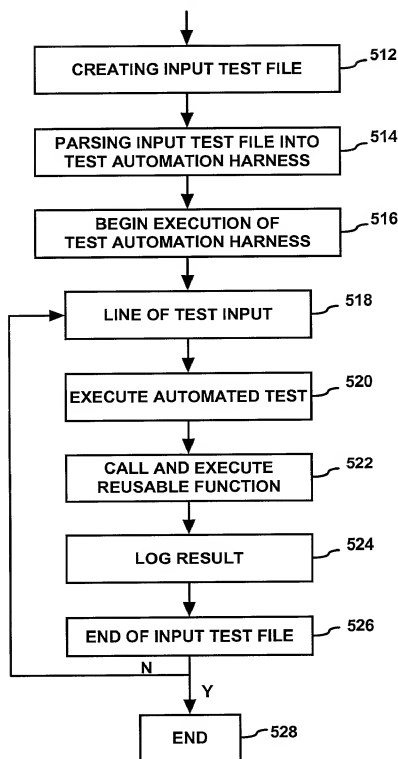 CREATING INPUT TEST FILE
512
PARSING INPUT TEST FILE INTO
TEST AUTOMATION HARNESS
514
BEGIN EXECUTION OF
TEST AUTOMATION HARNESS
516
LINE OF TEST INPUT
518
EXECUTE AUTOMATED TEST
520
CALL AND EXECUTE
REUSABLE FUNCTION
522
LOG RESULT
524
END OF INPUT TEST FILE
526
N
Y
END
528